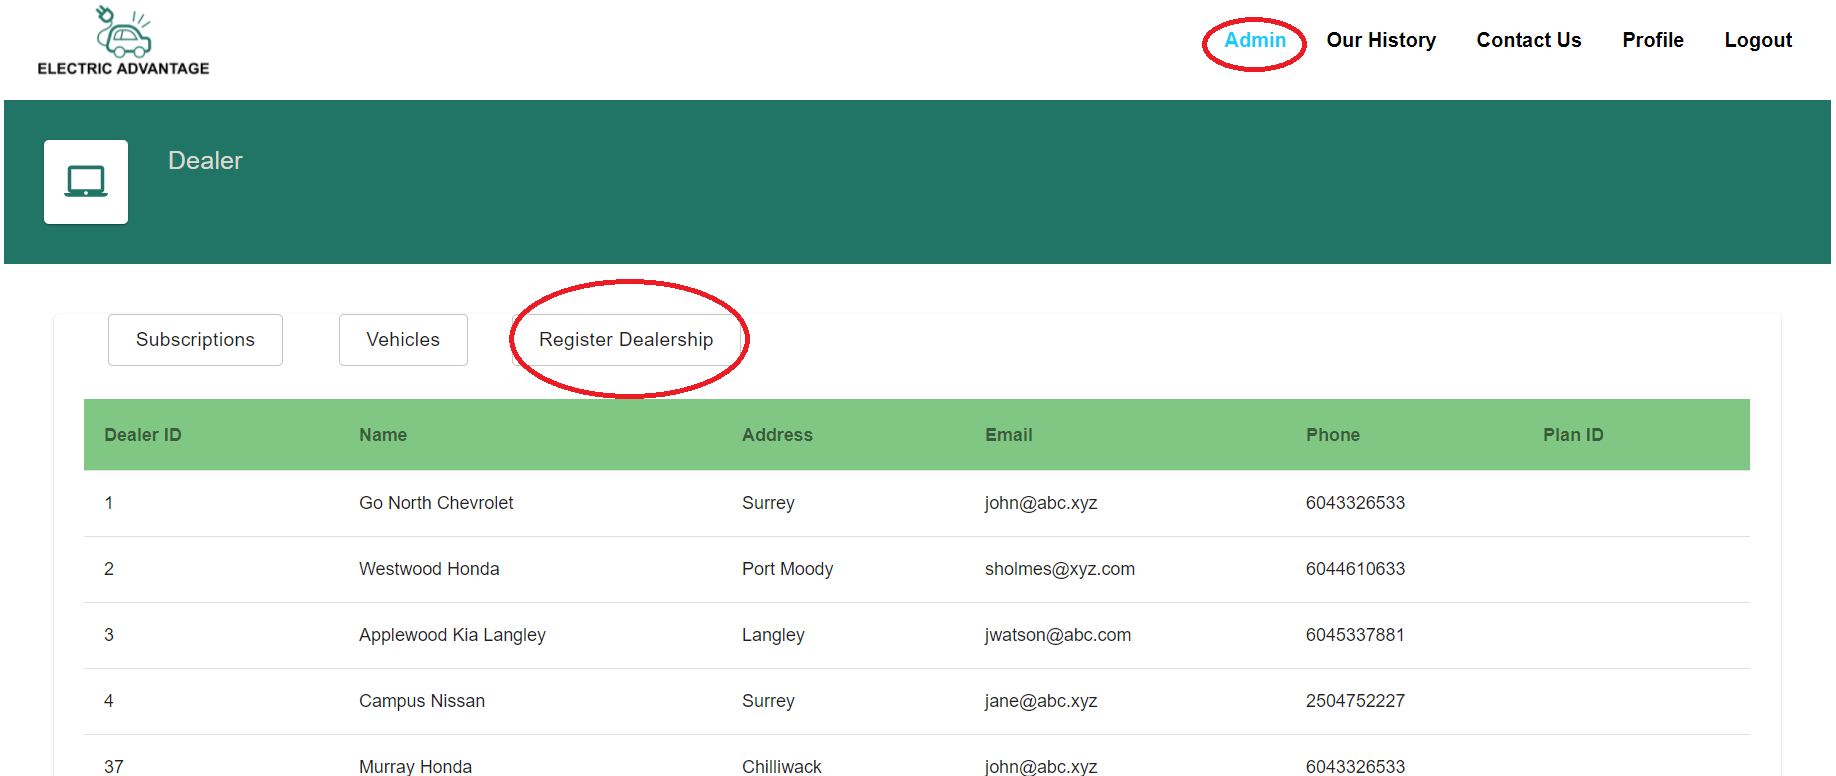 Admin Our History Contact Us Profile Logout
ELECTRIC ADVANTAGE
Dealer
Subscriptions Vehicles Register Dealership
Dealer ID Name Address Email Phone Plan ID
1 Go North Chevrolet Surrey john@abc.xyz 6043326533
2 Westwood Honda Port Moody sholmes@xyz.com 6044610633
3 Applewood Kia Langley Langley jwatson@abc.com 6045337881
4 Campus Nissan Surrey jane@abc.xyz 2504752227
37 Murray Honda Chilliwack john@abc.xyz 6043326533